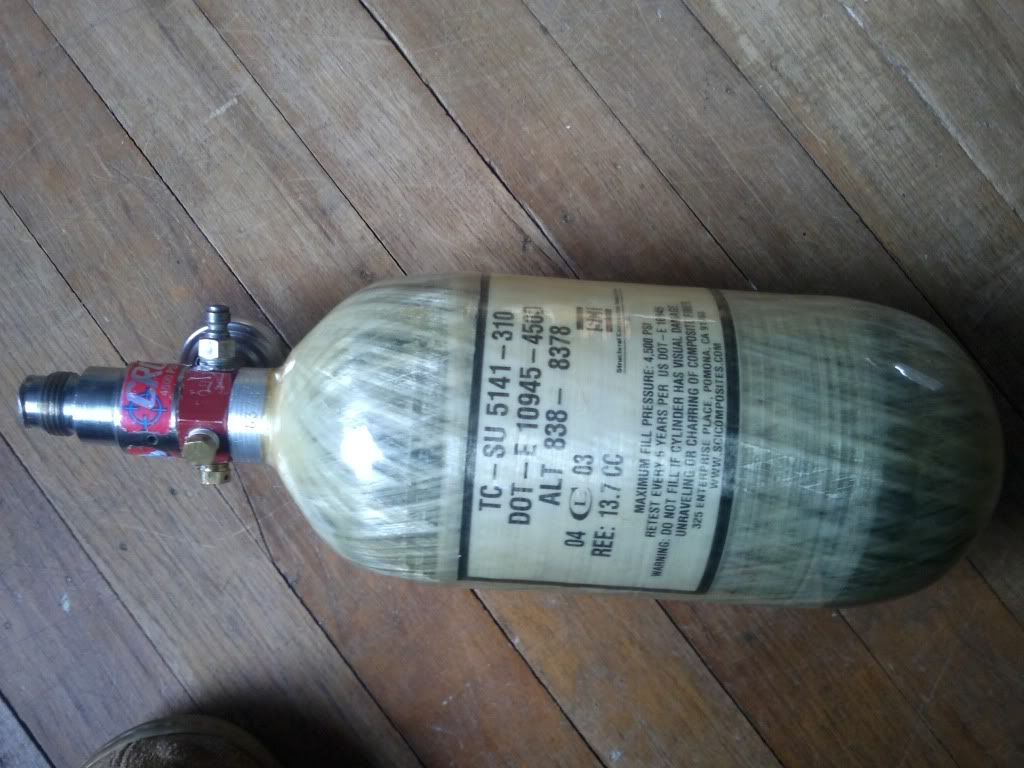 TC-SU 5141-310
DOT-E 10945-4500
ALT 838- 8378
04 03
REE: 13.7 CC
SCI
MAXIMUM FILL PRESSURE: 4,500 PSI
RETEST EVERY 5 YEARS PER US DOT-E 10945
WARNING: DO NOT FILL IF CYLINDER HAS VISUAL DAMAGE
UNRAVELING OR CHARRING OF COMPOSITE FIBER
325 ENTERPRISE PLACE, POMONA, CA
WWW.SCICOMPOSITES.COM